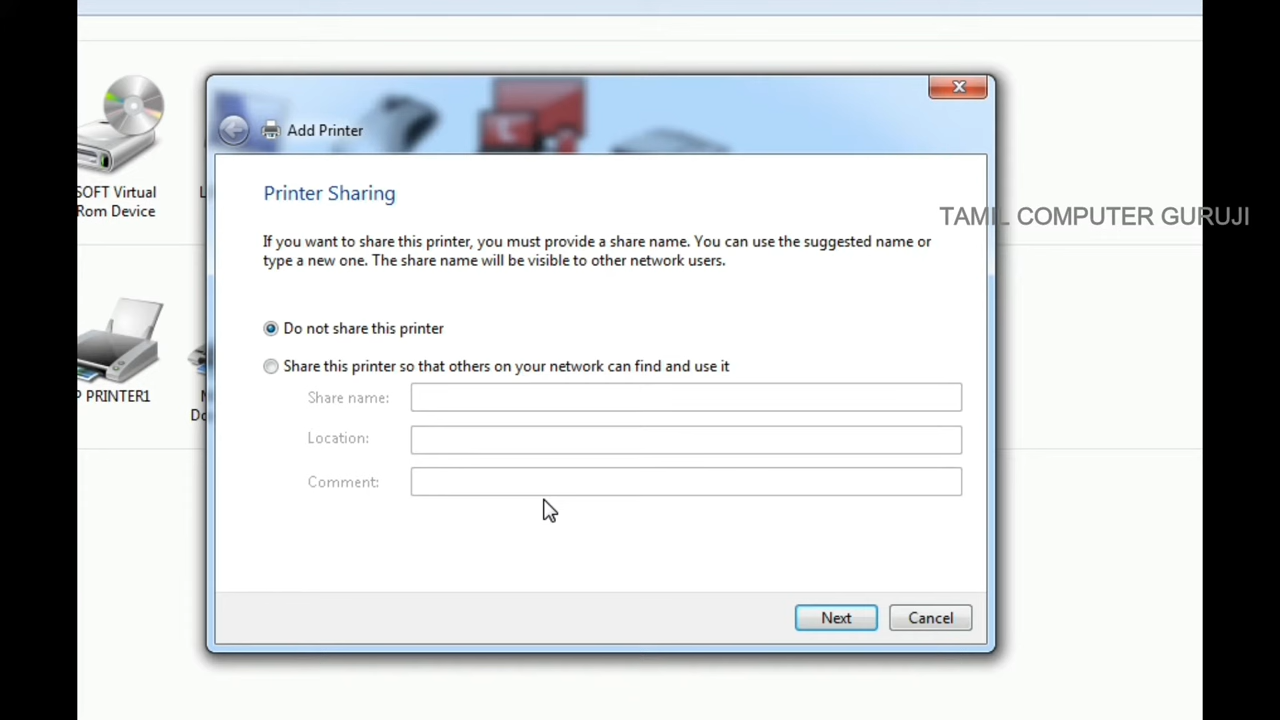 Add Printer
SOFT Virtual
Rom Device
Printer Sharing
TAMIL COMPUTER GURUJI
If you want to share this printer, you must provide a share name. You can use the suggested name or
type a new one. The share name will be visible to other network users.
Do not share this printer
Share this printer so that others on your network can find and use it
PRINTER1
Share name:
Location:
Comment:
Next
Cancel